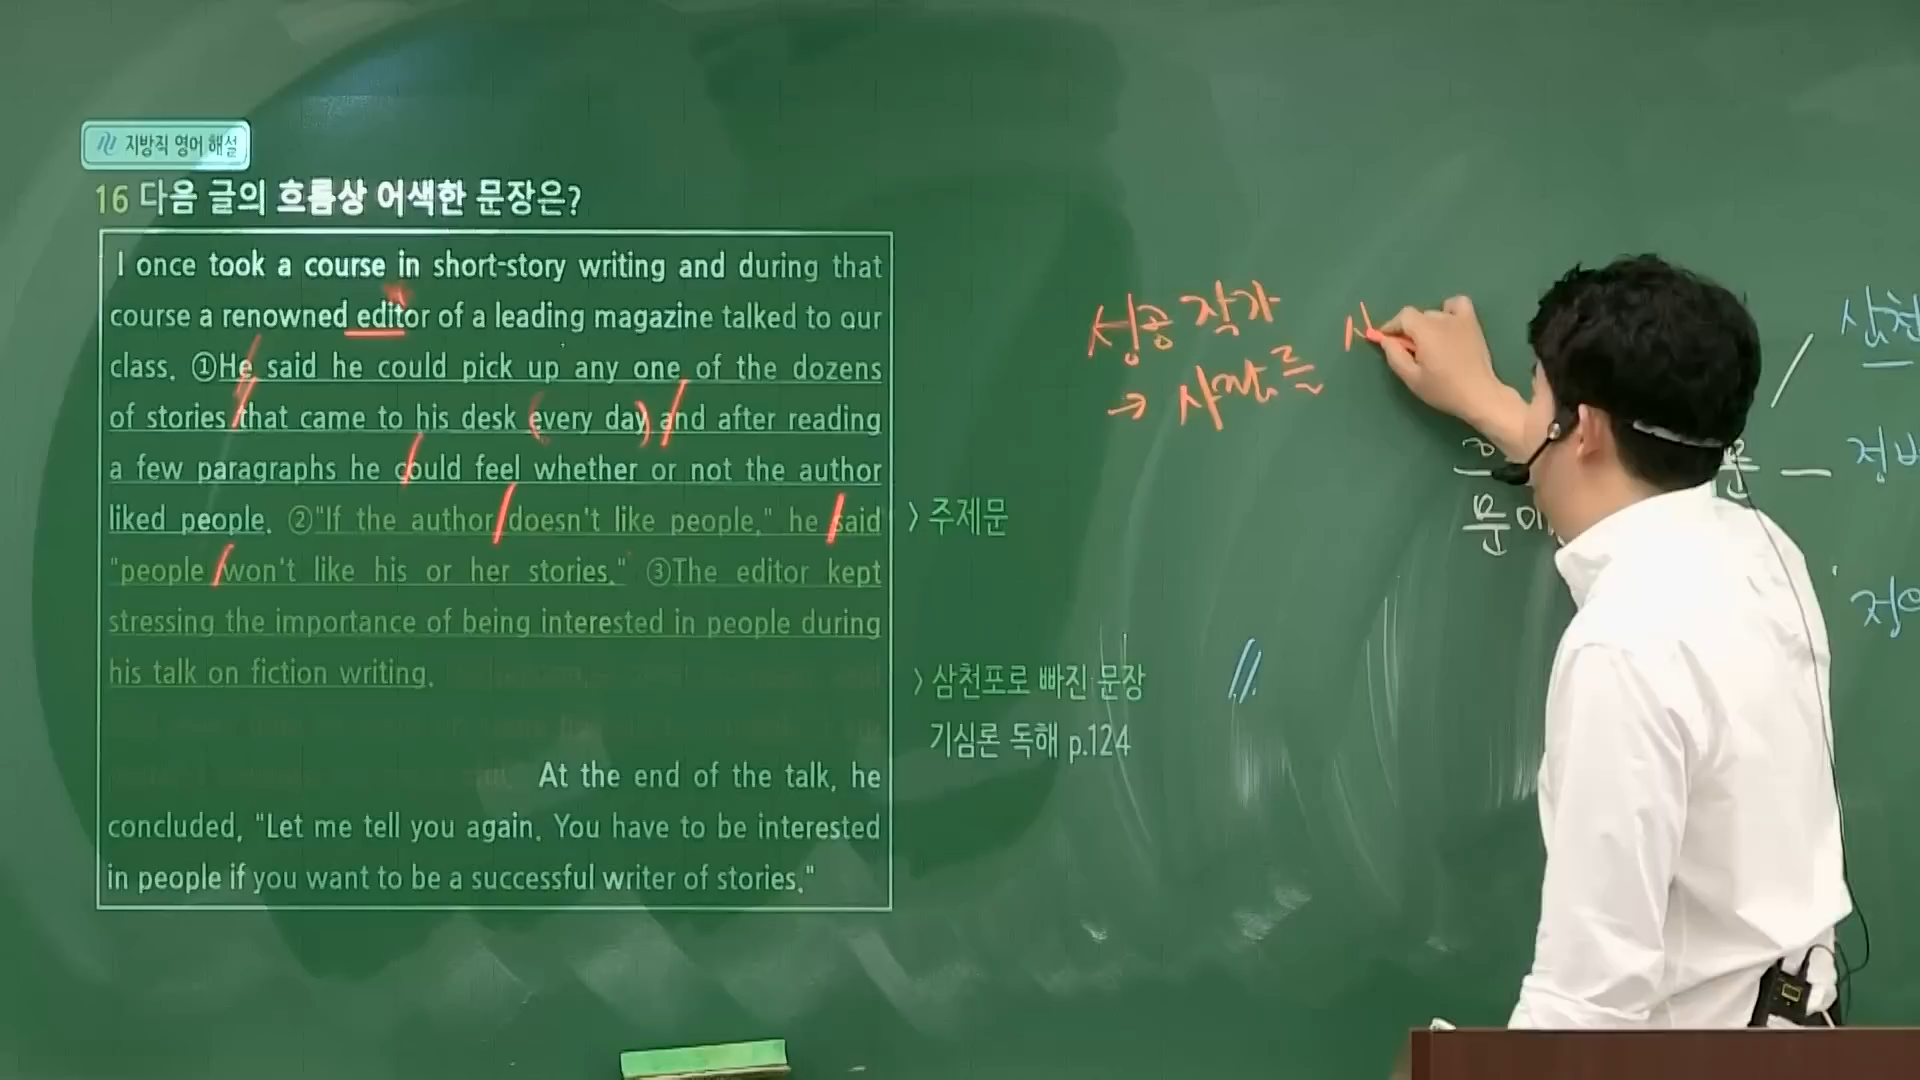 지방직 영어 해설
16 다음 글의 흐름상 어색한 문장은?
I once took a course in short-story writing and during that
course a renowned editor of a leading magazine talked to our
class. ①He said he could pick up any one of the dozens
of stories that came to his desk (every day) and after reading
a few paragraphs he could feel whether or not the author
liked people. ②"If the author doesn't like people," he said
"people won't like his or her stories." ③The editor kept
stressing the importance of being interested in people during
his talk on fiction writing.
At the end of the talk, he
concluded, "Let me tell you again. You have to be interested
in people if you want to be a successful writer of stories."
> 주제문
> 삼천포로 빠진 문장
기심론 독해 p.124
성공 작가
→ 사람들
/ 삼천